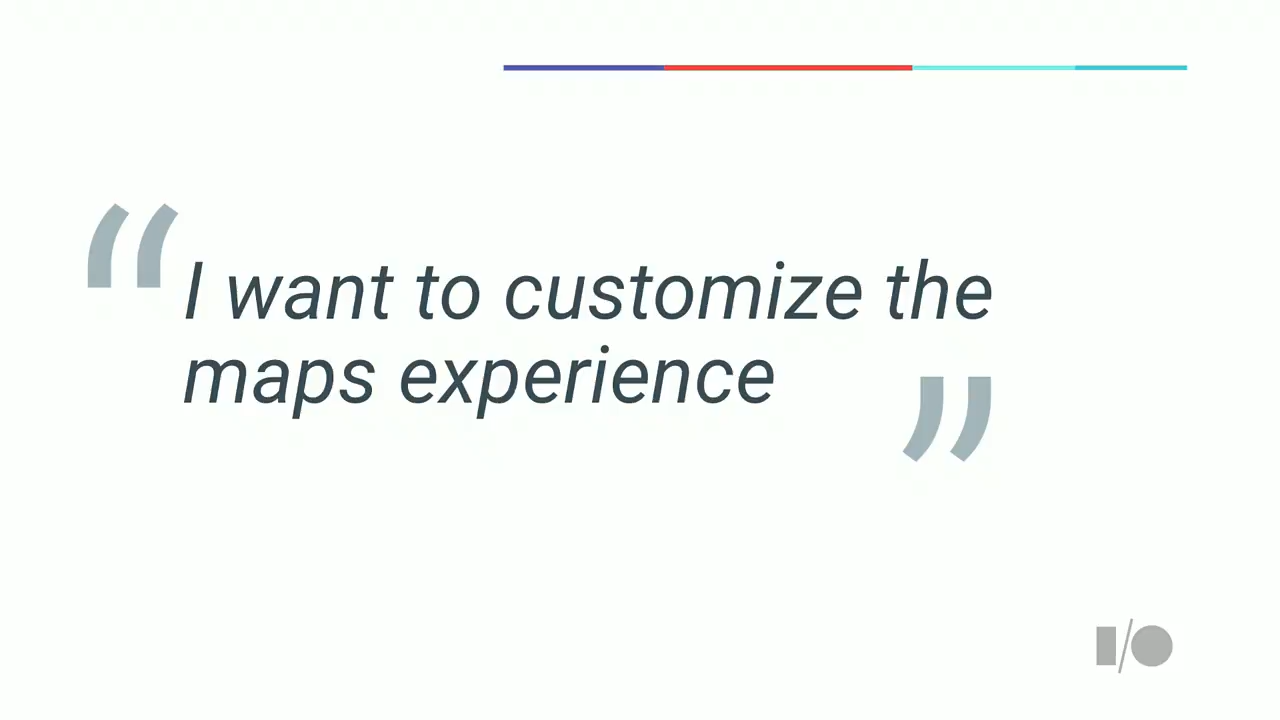 “I want to customize the
maps experience”
I/O